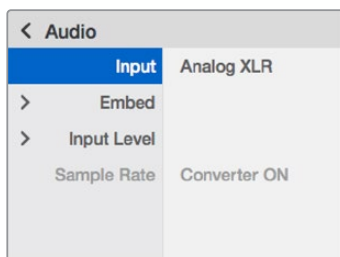 Audio
Input Analog XLR
Embed
Input Level
Sample Rate Converter ON